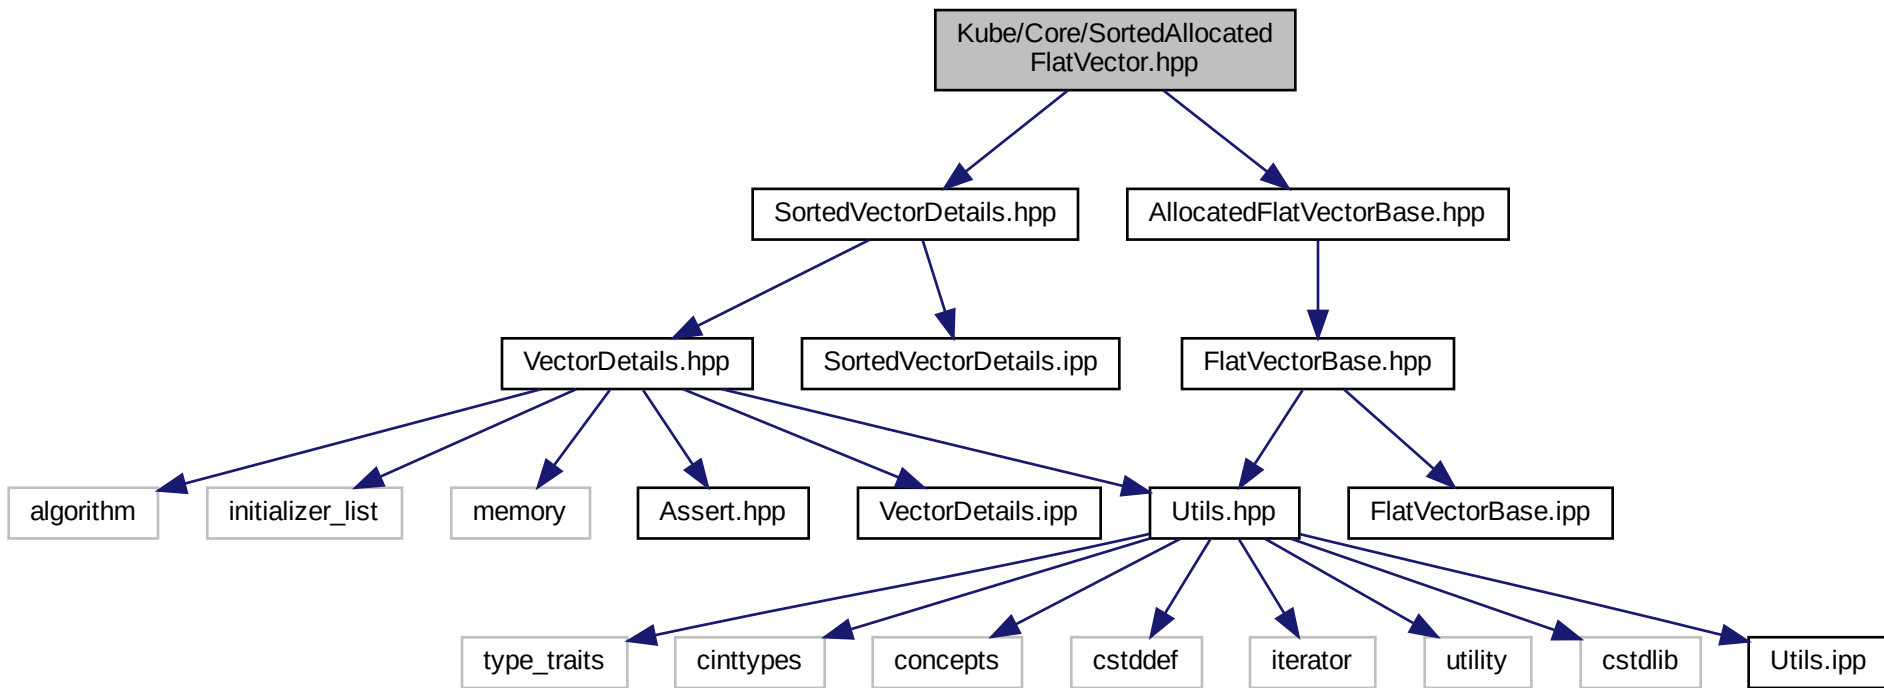 Kube/Core/SortedAllocated
FlatVector.hpp
SortedVectorDetails.hpp
AllocatedFlatVectorBase.hpp
VectorDetails.hpp
SortedVectorDetails.ipp
FlatVectorBase.hpp
algorithm
initializer_list
memory
Assert.hpp
VectorDetails.ipp
Utils.hpp
FlatVectorBase.ipp
type_traits
cinttypes
concepts
cstddef
iterator
utility
cstdlib
Utils.ipp